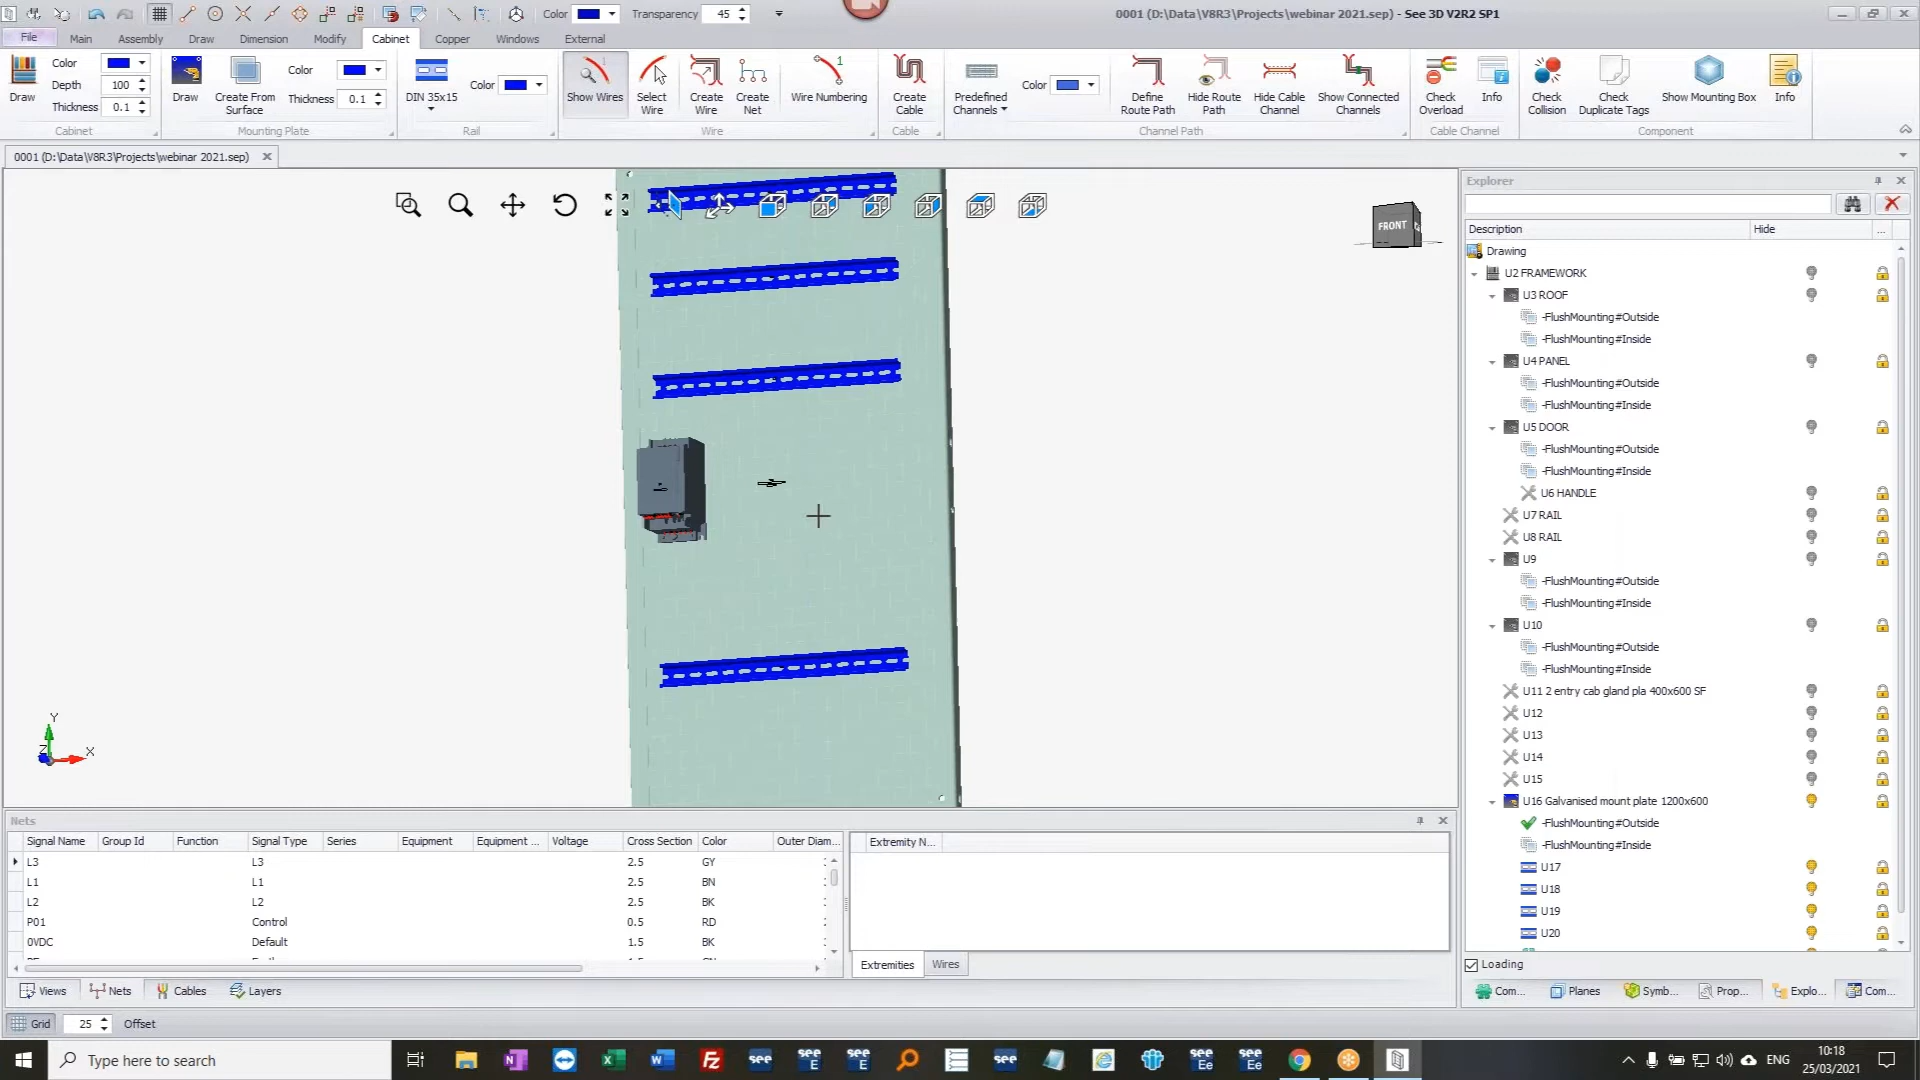 Color
Transparency 45
0001 (D:\Data\V8R3\Projects\webinar 2021.sep) - See 3D V2R2 SP1
File Main Assembly Draw Dimension Modify Cabinet Copper Windows External
Draw
Color
Depth 100
Thickness 0.1
Cabinet
Draw
Create From Surface
Color
Thickness 0.1
Mounting Plate
DIN 35x15
Color
Rail
Show Wires
Select Wire
Create Wire
Create Net
Wire Numbering
Wire
Create Cable
Cable
Predefined Channels
Color
Define Route Path
Hide Route Path
Hide Cable Channel
Show Connected Channels
Channel Path
Check Overload
Info
Cable Channel
Check Collision
Check Duplicate Tags
Show Mounting Box
Info
Component
0001 (D:\Data\V8R3\Projects\webinar 2021.sep)
FRONT
Y
Z
X
Explorer
Description Hide ...
Drawing
U2 FRAMEWORK
U3 ROOF
-FlushMounting#Outside
-FlushMounting#Inside
U4 PANEL
-FlushMounting#Outside
-FlushMounting#Inside
U5 DOOR
-FlushMounting#Outside
-FlushMounting#Inside
U6 HANDLE
U7 RAIL
U8 RAIL
U9
-FlushMounting#Outside
-FlushMounting#Inside
U10
-FlushMounting#Outside
-FlushMounting#Inside
U11 2 entry cab gland pla 400x600 SF
U12
U13
U14
U15
U16 Galvanised mount plate 1200x600
-FlushMounting#Outside
-FlushMounting#Inside
U17
U18
U19
U20
Loading
Com... Planes Symb... Prop... Explo... Com...
Nets
Signal Name Group Id Function Signal Type Series Equipment Equipment ... Voltage Cross Section Color Outer Diam...
L3 L3 2.5 GY
L1 L1 2.5 BN
L2 L2 2.5 BK
P01 Control 0.5 RD
0VDC Default 1.5 BK
Extremity N...
Extremities Wires
Views Nets Cables Layers
Grid 25 Offset
Type here to search
ENG
10:18
25/03/2021